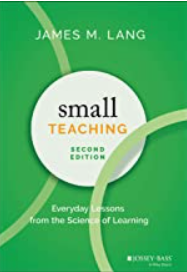 JAMES M. LANG
small
TEACHING
SECOND
EDITION
Everyday Lessons
from the Science of Learning
JOSSEY-BASS
A Wiley Brand